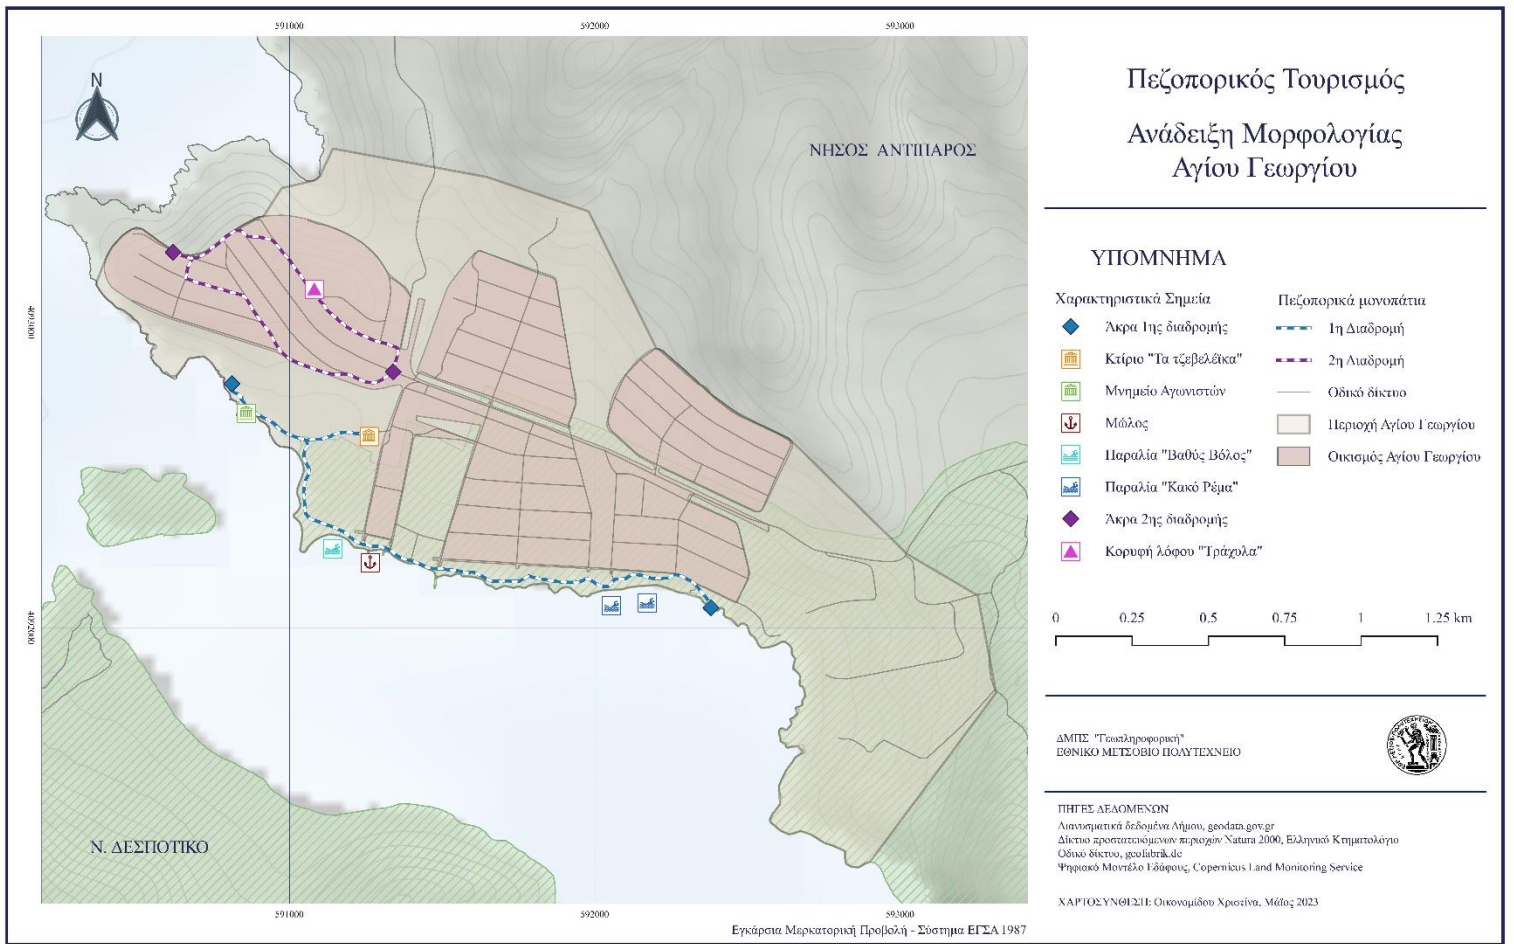 591000
592000
593000
N
ΝΗΣΟΣ ΑΝΤΙΠΑΡΟΣ
4093000
4092000
Ν. ΔΕΣΠΟΤΙΚΟ
591000
592000
593000
Εγκάρσια Μερκατορική Προβολή - Σύστημα ΕΓΣΑ 1987
Πεζοπορικός Τουρισμός
Ανάδειξη Μορφολογίας
Αγίου Γεωργίου
ΥΠΟΜΝΗΜΑ
Χαρακτηριστικά Σημεία
Άκρα 1ης διαδρομής
Κτίριο "Τα τζεβελέϊκα"
Μνημείο Αγωνιστών
Μώλος
Παραλία "Βαθύς Βόλος"
Παραλία "Κακό Ρέμα"
Άκρα 2ης διαδρομής
Κορυφή λόφου "Τράχυλα"
Πεζοπορικά μονοπάτια
1η Διαδρομή
2η Διαδρομή
Οδικό δίκτυο
Περιοχή Αγίου Γεωργίου
Οικισμός Αγίου Γεωργίου
0 0.25 0.5 0.75 1 1.25 km
ΔΜΠΣ "Γεωπληροφορική"
ΕΘΝΙΚΟ ΜΕΤΣΟΒΙΟ ΠΟΛΥΤΕΧΝΕΙΟ
ΠΗΓΕΣ ΔΕΔΟΜΕΝΩΝ
Διανυσματικά δεδομένα Δήμου, geodata.gov.gr
Δίκτυο προστατευόμενων περιοχών Natura 2000, Ελληνικό Κτηματολόγιο
Οδικό δίκτυο, geofabrik.de
Ψηφιακό Μοντέλο Εδάφους, Copernicus Land Monitoring Service
ΧΑΡΤΟΣΥΝΘΕΣΗ: Οικονομίδου Χριστίνα, Μάϊος 2023